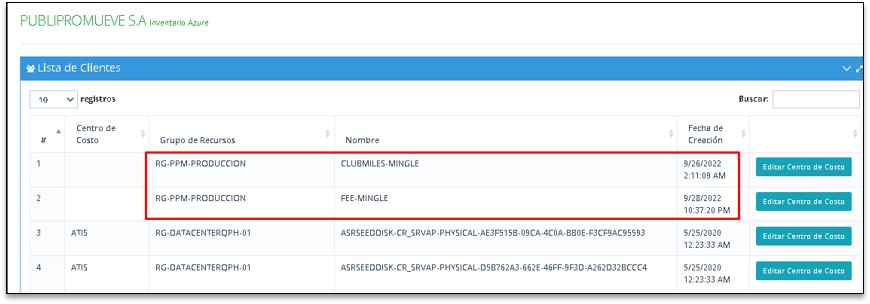 PUBLIPROMUEVE S.A Inventario Azure
Lista de Clientes
10 registros
Buscar:
# Centro de Costo Grupo de Recursos Nombre Fecha de Creación
1 RG-PPM-PRODUCCION CLUBMILES-MINGLE 9/26/2022 2:11:09 AM Editar Centro de Costo
2 RG-PPM-PRODUCCION FEE-MINGLE 9/28/2022 10:37:20 PM Editar Centro de Costo
3 ATIS RG-DATACENTERQPH-01 ASRSEEDDISK-CR_SRVAP-PHYSICAL-AE3F515B-09CA-4C0A-BB0E-F3CF9AC95593 5/25/2020 12:23:33 AM Editar Centro de Costo
4 ATIS RG-DATACENTERQPH-01 ASRSEEDDISK-CR_SRVAP-PHYSICAL-D5B762A3-662E-46FF-9F3D-A262D32BCCC4 5/25/2020 12:23:33 AM Editar Centro de Costo